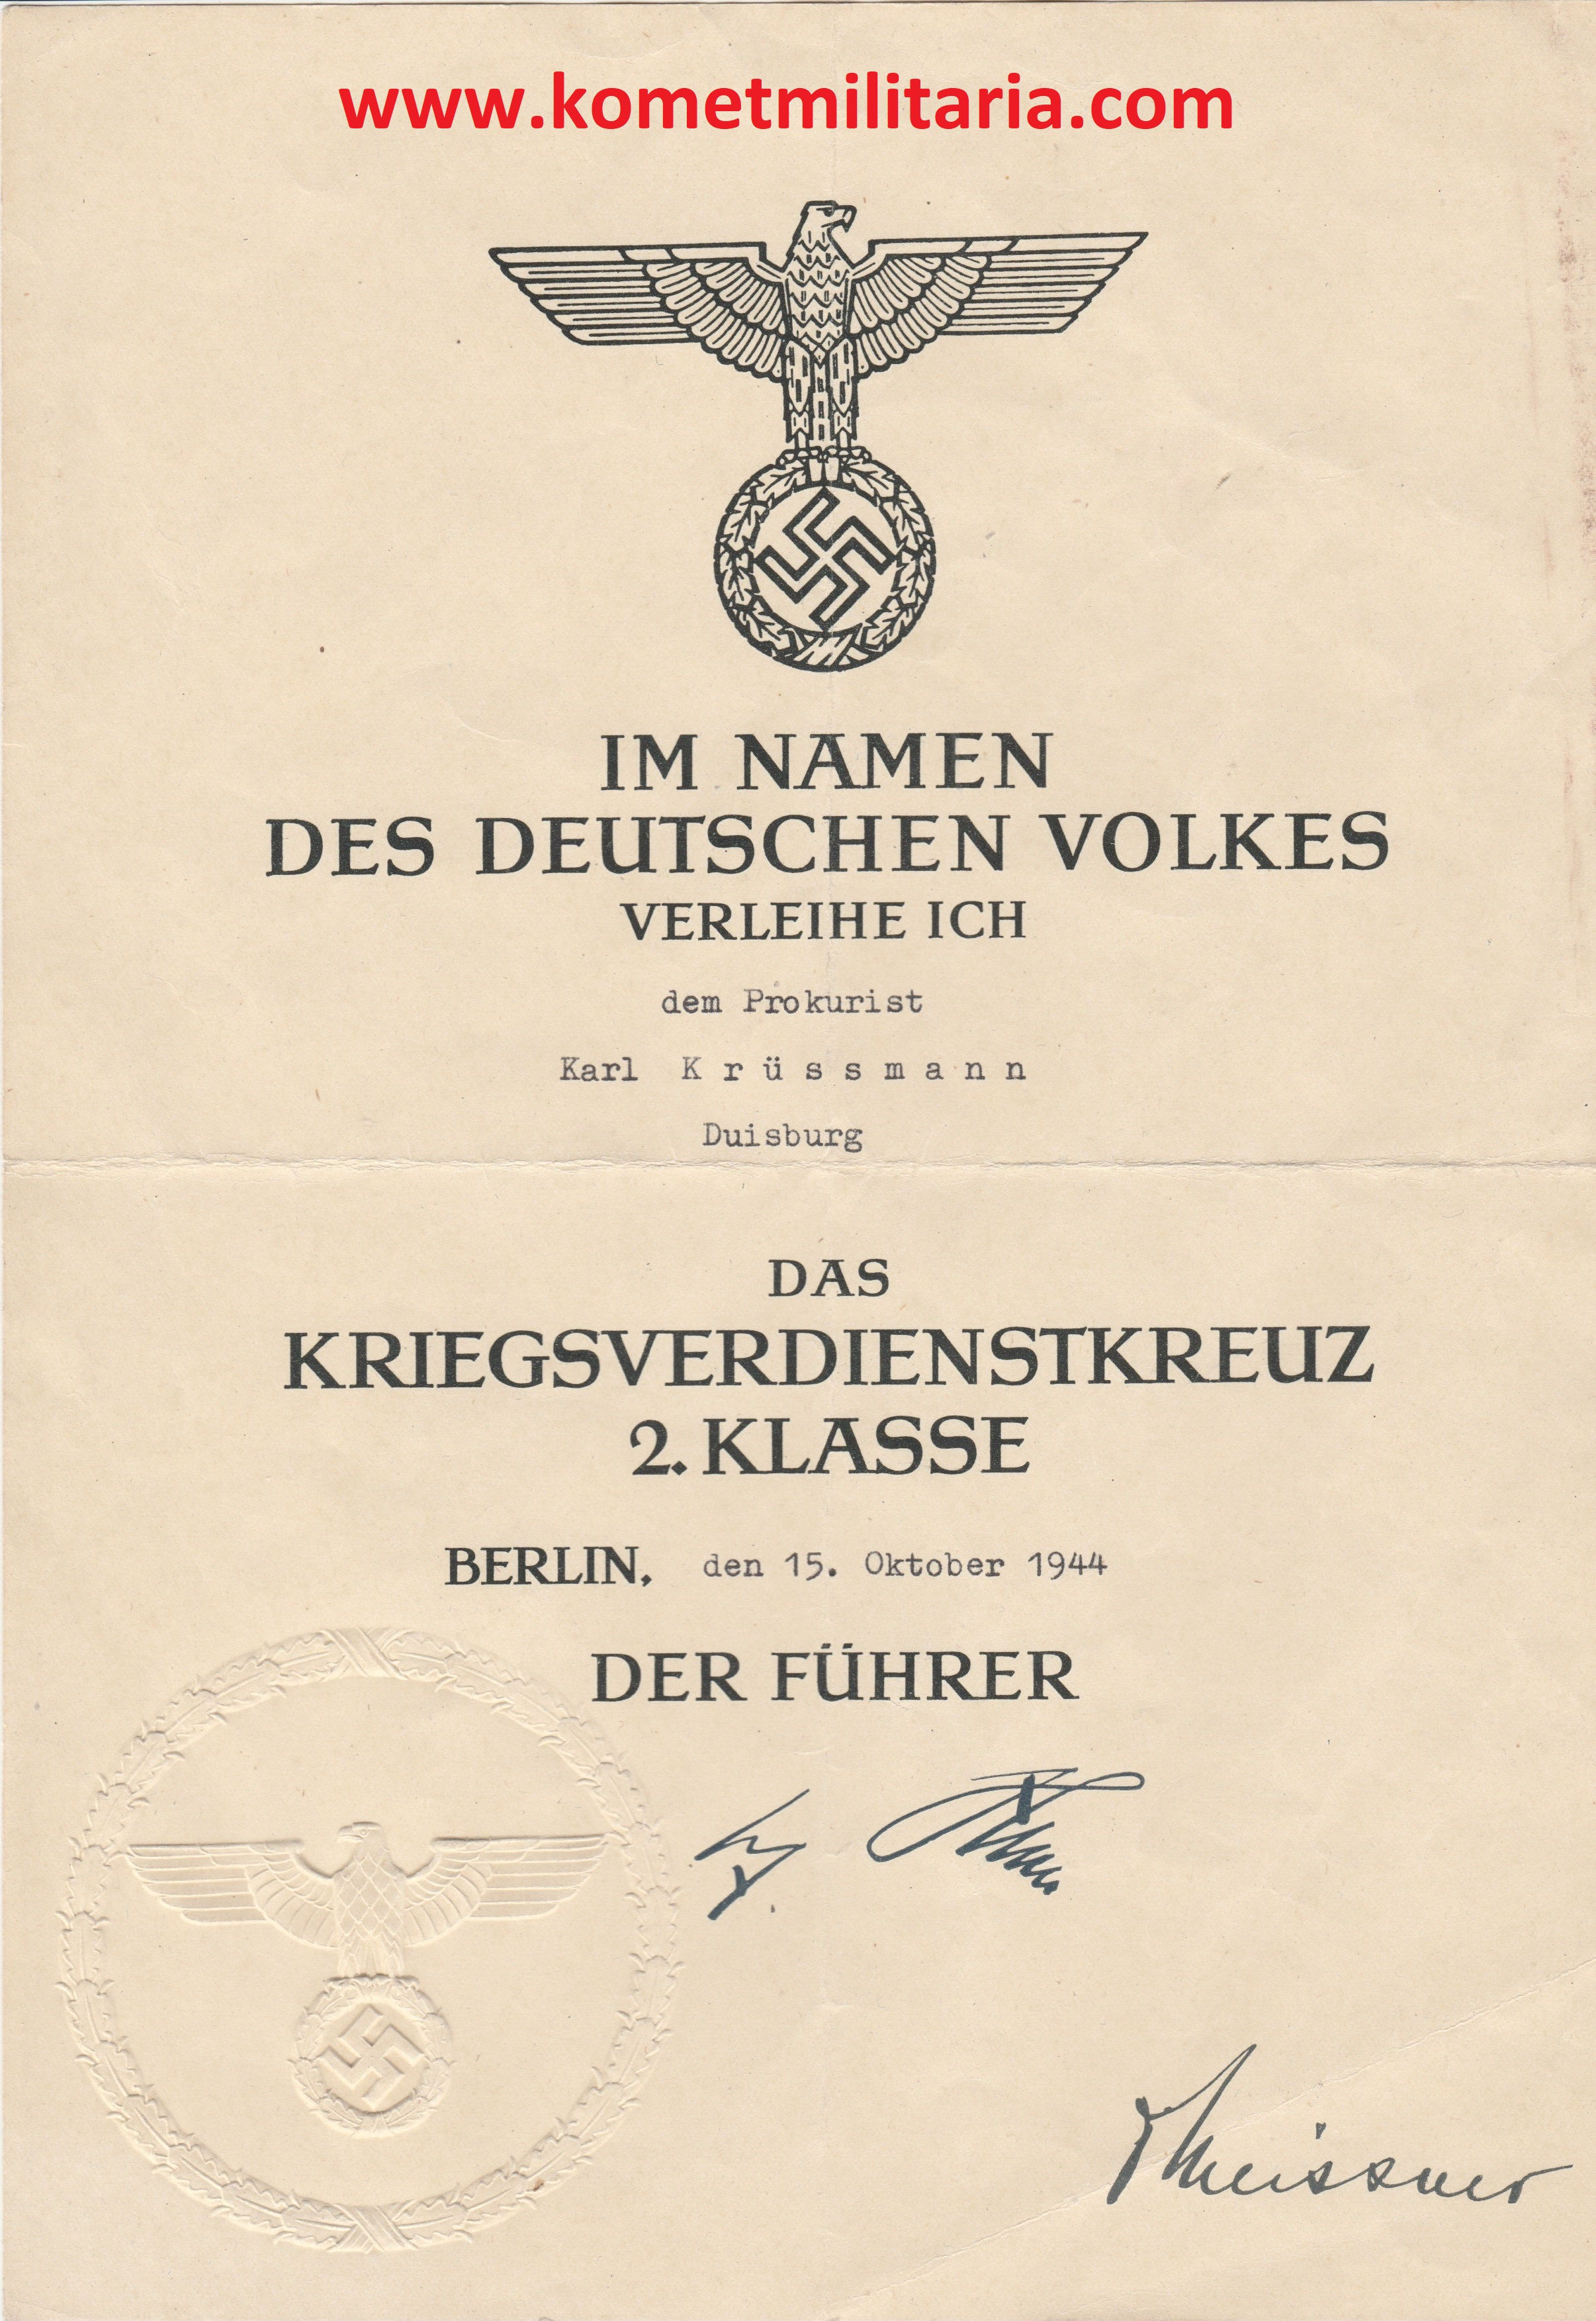 www.kometmilitaria.com
IM NAMEN
DES DEUTSCHEN VOLKES
VERLEIHE ICH
dem Prokurist
Karl Krüssmann
Duisburg
DAS
KRIEGSVERDIENSTKREUZ
2. KLASSE
BERLIN, den 15. Oktober 1944
DER FÜHRER
Meissner